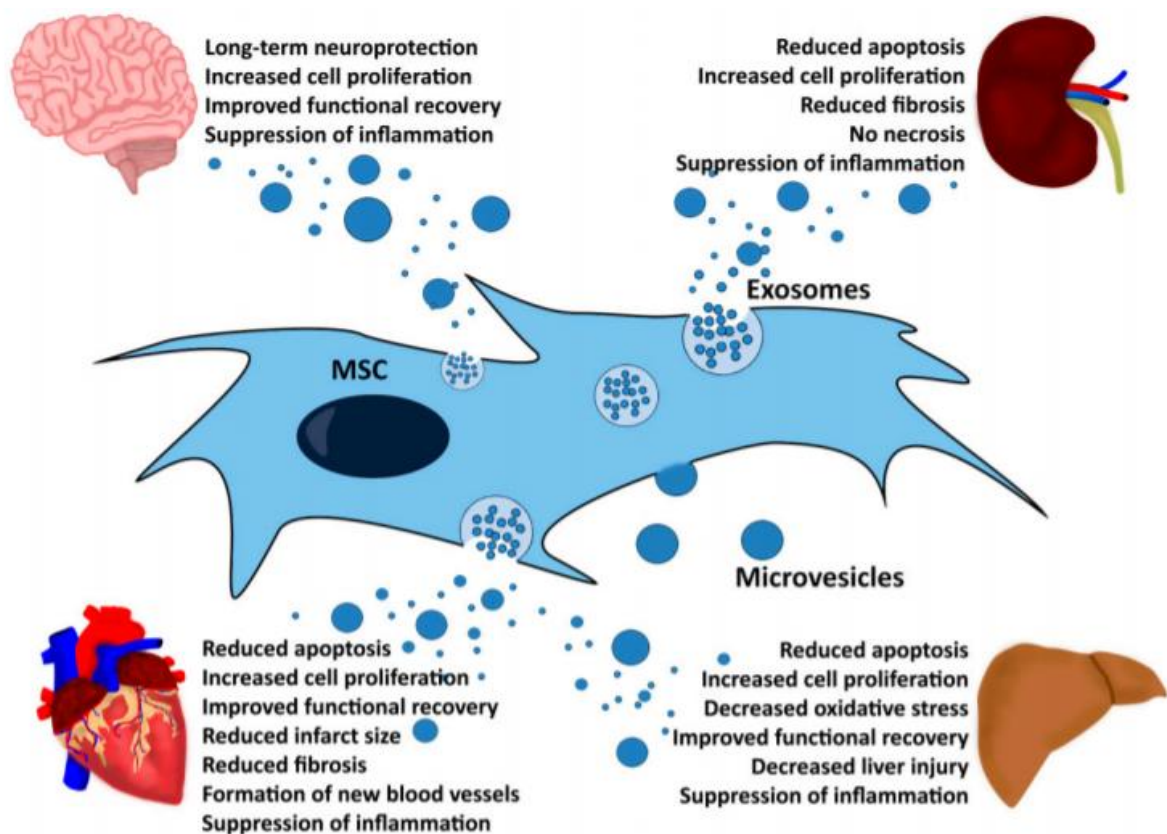 Long-term neuroprotection
Increased cell proliferation
Improved functional recovery
Suppression of inflammation
Reduced apoptosis
Increased cell proliferation
Reduced fibrosis
No necrosis
Suppression of inflammation
Exosomes
MSC
Microvesicles
Reduced apoptosis
Increased cell proliferation
Improved functional recovery
Reduced infarct size
Reduced fibrosis
Formation of new blood vessels
Suppression of inflammation
Reduced apoptosis
Increased cell proliferation
Decreased oxidative stress
Improved functional recovery
Decreased liver injury
Suppression of inflammation